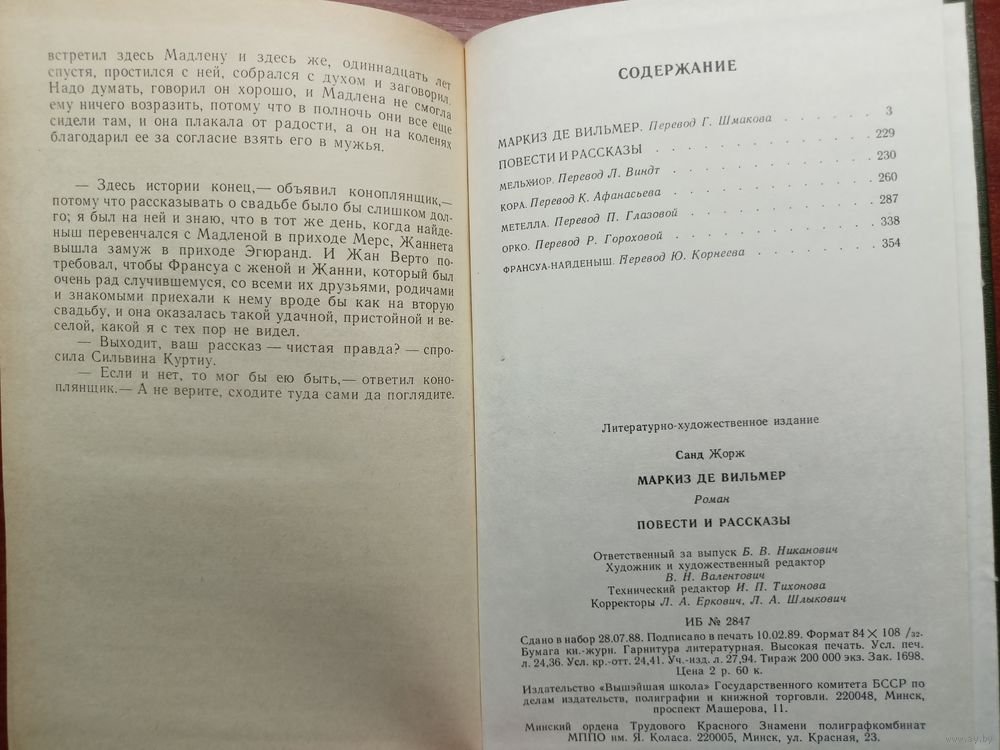 встретил здесь Мадлену и здесь же, одиннадцать лет
спустя, простился с ней, собрался с духом и заговорил.
Надо думать, говорил он хорошо, и Мадлена не смогла
ему ничего возразить, потому что в полночь они все еще
сидели там, и она плакала от радости, а он на коленях
благодарил ее за согласие взять его в мужья.
— Здесь истории конец,— объявил коноплянщик,—
потому что рассказывать о свадьбе было бы слишком дол-
го; я был на ней и знаю, что в тот же день, когда найде-
ныш перевенчался с Мадленой в приходе Мерс, Жаннета
вышла замуж в приходе Эгюранд. И Жан Верто по-
требовал, чтобы Франсуа с женой и Жанни, который был
очень рад случившемуся, со всеми их друзьями, родичами
и знакомыми приехали к нему вроде бы как на вторую
свадьбу, и она оказалась такой удачной, пристойной и ве-
селой, какой я с тех пор не видел.
— Выходит, ваш рассказ — чистая правда? — спро-
сила Сильвина Куртиу.
— Если и нет, то мог бы ею быть,— ответил коно-
плянщик.— А не верите, сходите туда сами да поглядите.
СОДЕРЖАНИЕ
МАРКИЗ ДЕ ВИЛЬМЕР. Перевод Г. Шмакова . . . . . . 3
ПОВЕСТИ И РАССКАЗЫ . . . . . . . . . . . 229
МЕЛЬХИОР. Перевод Л. Виндт . . . . . . . . . 230
КОРА. Перевод К. Афанасьева . . . . . . . . . 260
МЕТЕЛЛА. Перевод П. Глазовой . . . . . . . . . 287
ОРКО. Перевод Р. Гороховой . . . . . . . . . 338
ФРАНСУА-НАЙДЕНЫШ. Перевод Ю. Корнеева . . . . . . 354
Литературно-художественное издание
Санд Жорж
МАРКИЗ ДЕ ВИЛЬМЕР
Роман
ПОВЕСТИ И РАССКАЗЫ
Ответственный за выпуск Б. В. Никанович
Художник и художественный редактор
В. Н. Валентович
Технический редактор И. П. Тихонова
Корректоры Л. А. Еркович, Л. А. Шлыкович
ИБ № 2847
Сдано в набор 28.07.88. Подписано в печать 10.02.89. Формат 84 × 108 /32.
Бумага кн.-журн. Гарнитура литературная. Высокая печать. Усл. печ.
л. 24,36. Усл. кр.-отт. 24,41. Уч.-изд. л. 27,94. Тираж 200 000 экз. Зак. 1698.
Цена 2 р. 60 к.
Издательство «Вышэйшая школа» Государственного комитета БССР по
делам издательств, полиграфии и книжной торговли. 220048, Минск,
проспект Машерова, 11.
Минский ордена Трудового Красного Знамени полиграфкомбинат
МППО им. Я. Коласа. 220005, Минск, ул. Красная, 23.
www.ay.by